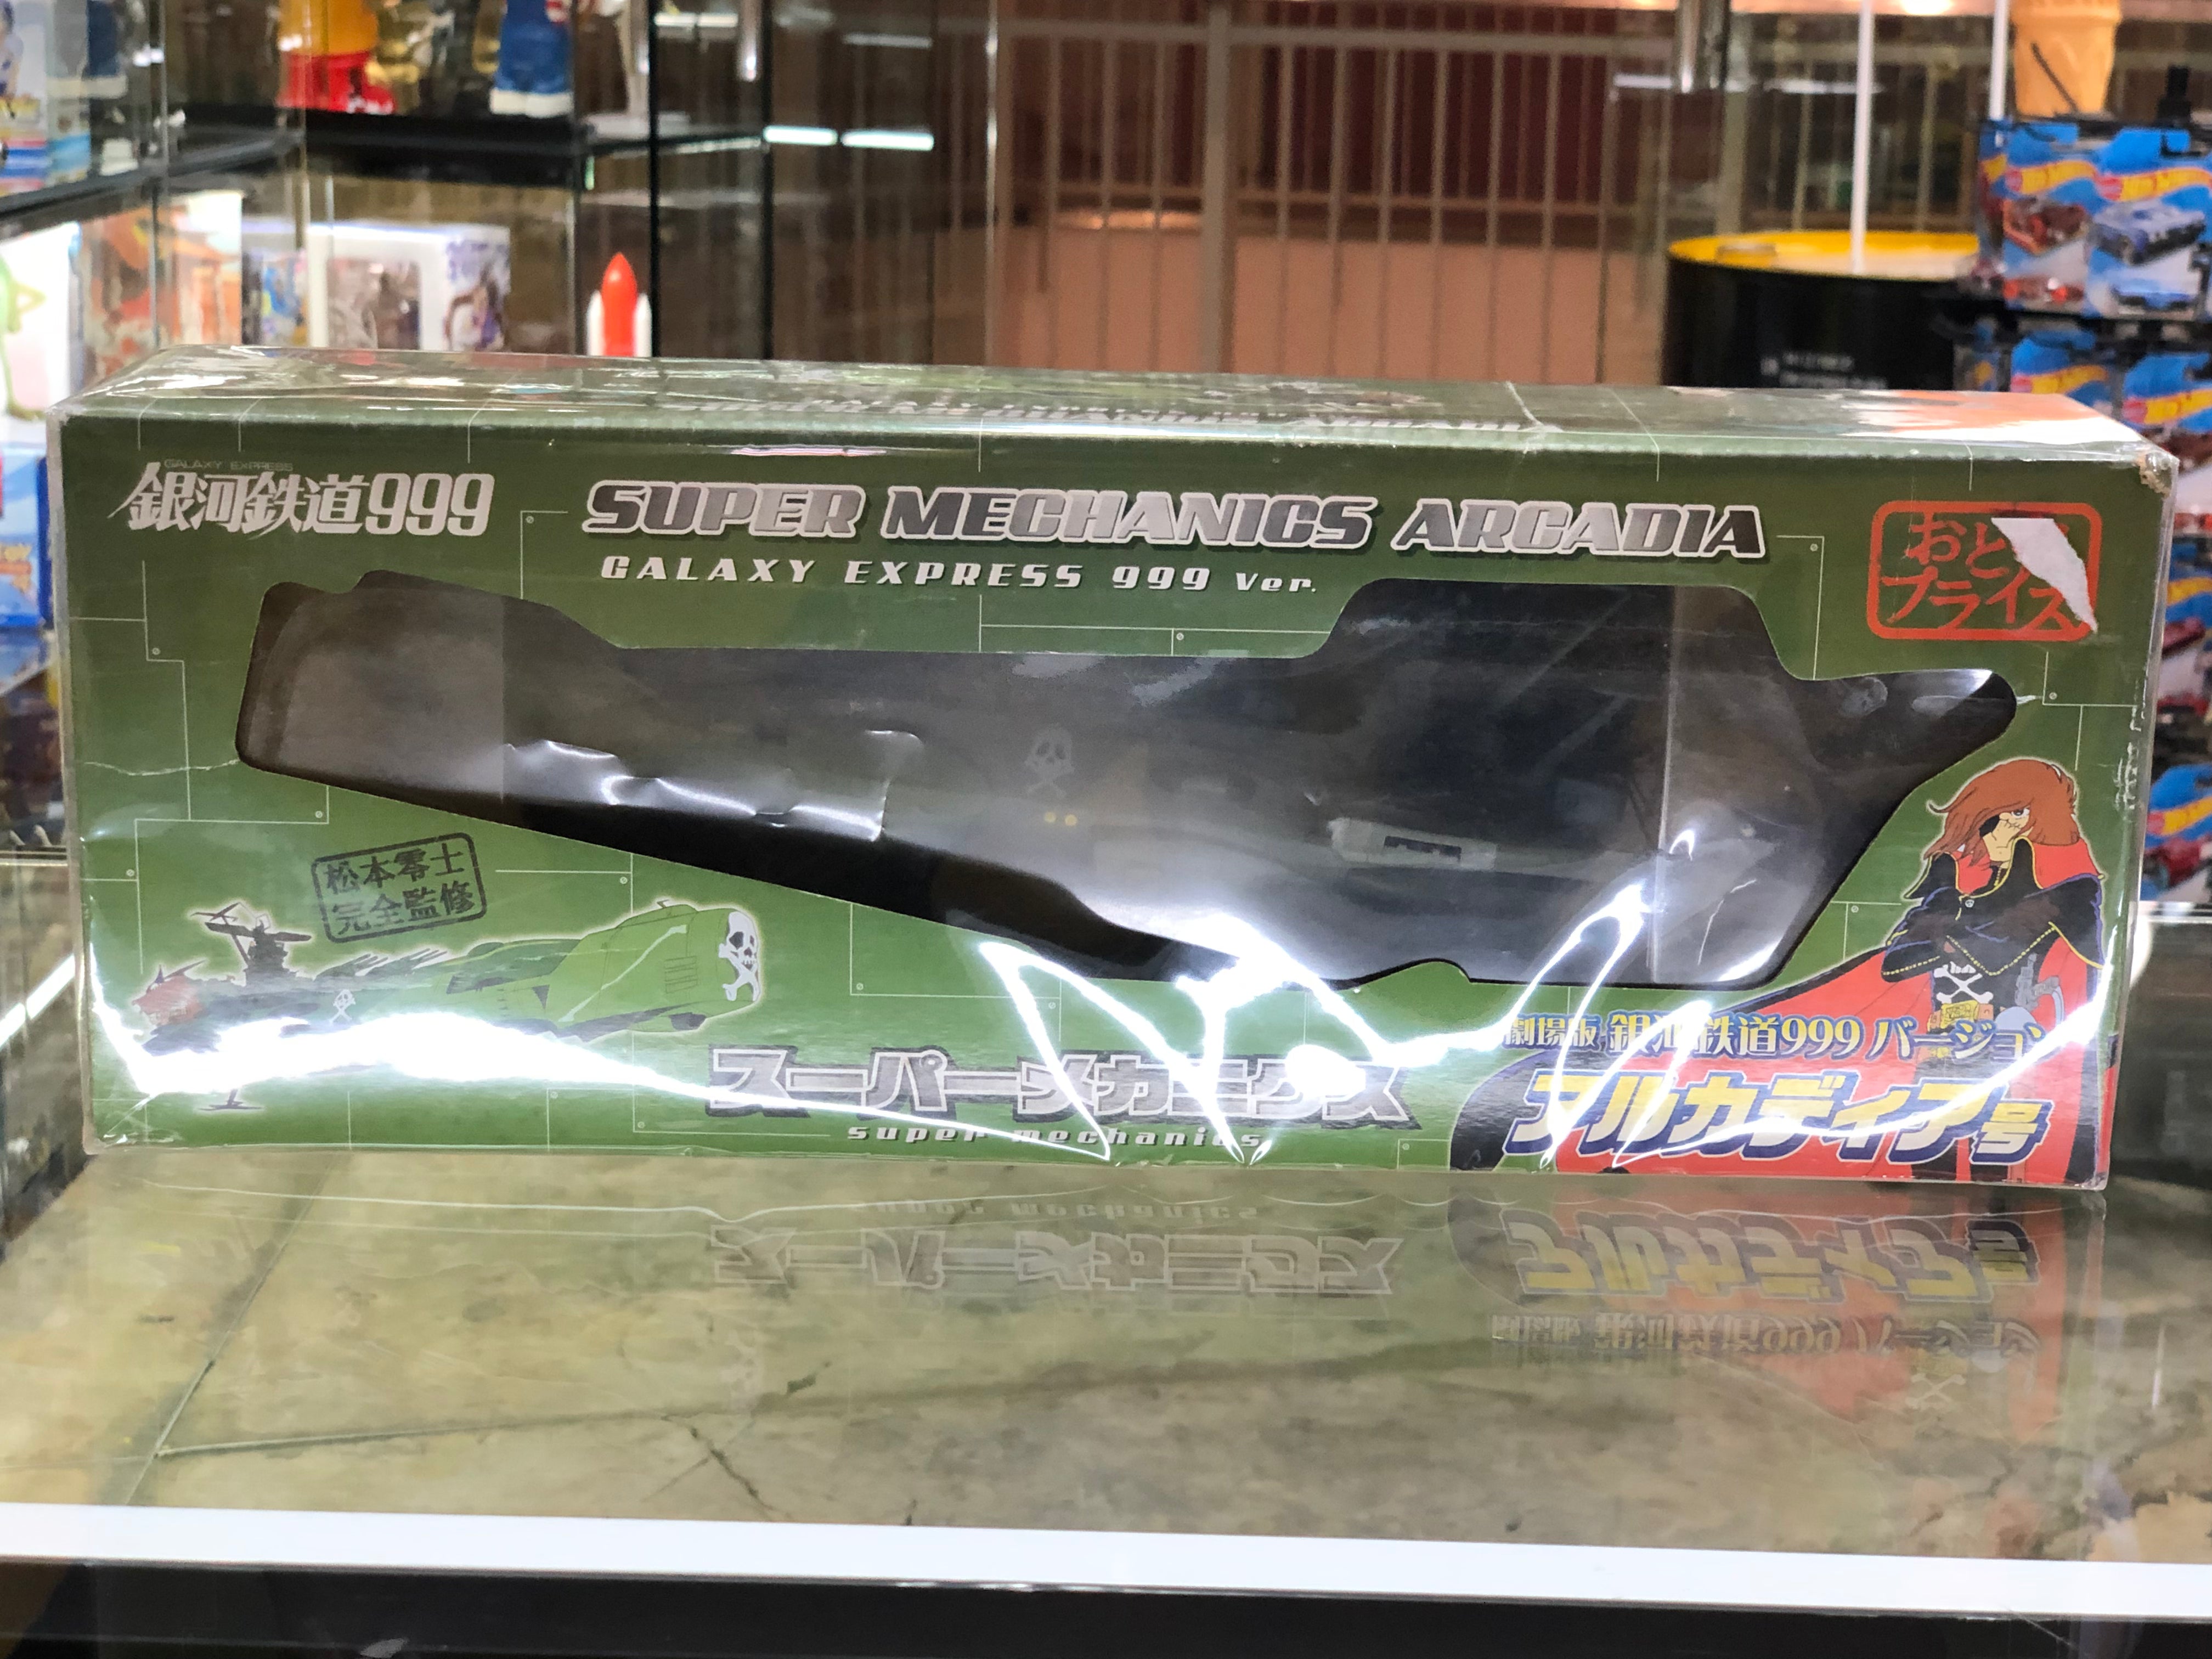 GALAXY EXPRESS
銀河鉄道999
SUPER MECHANICS ARCADIA
GALAXY EXPRESS 999 Ver.
おと
プライス
松本零士
完全監修
劇場版 銀河鉄道999 バージョン
アルカディア号
スーパーメカニクス
super mechanics